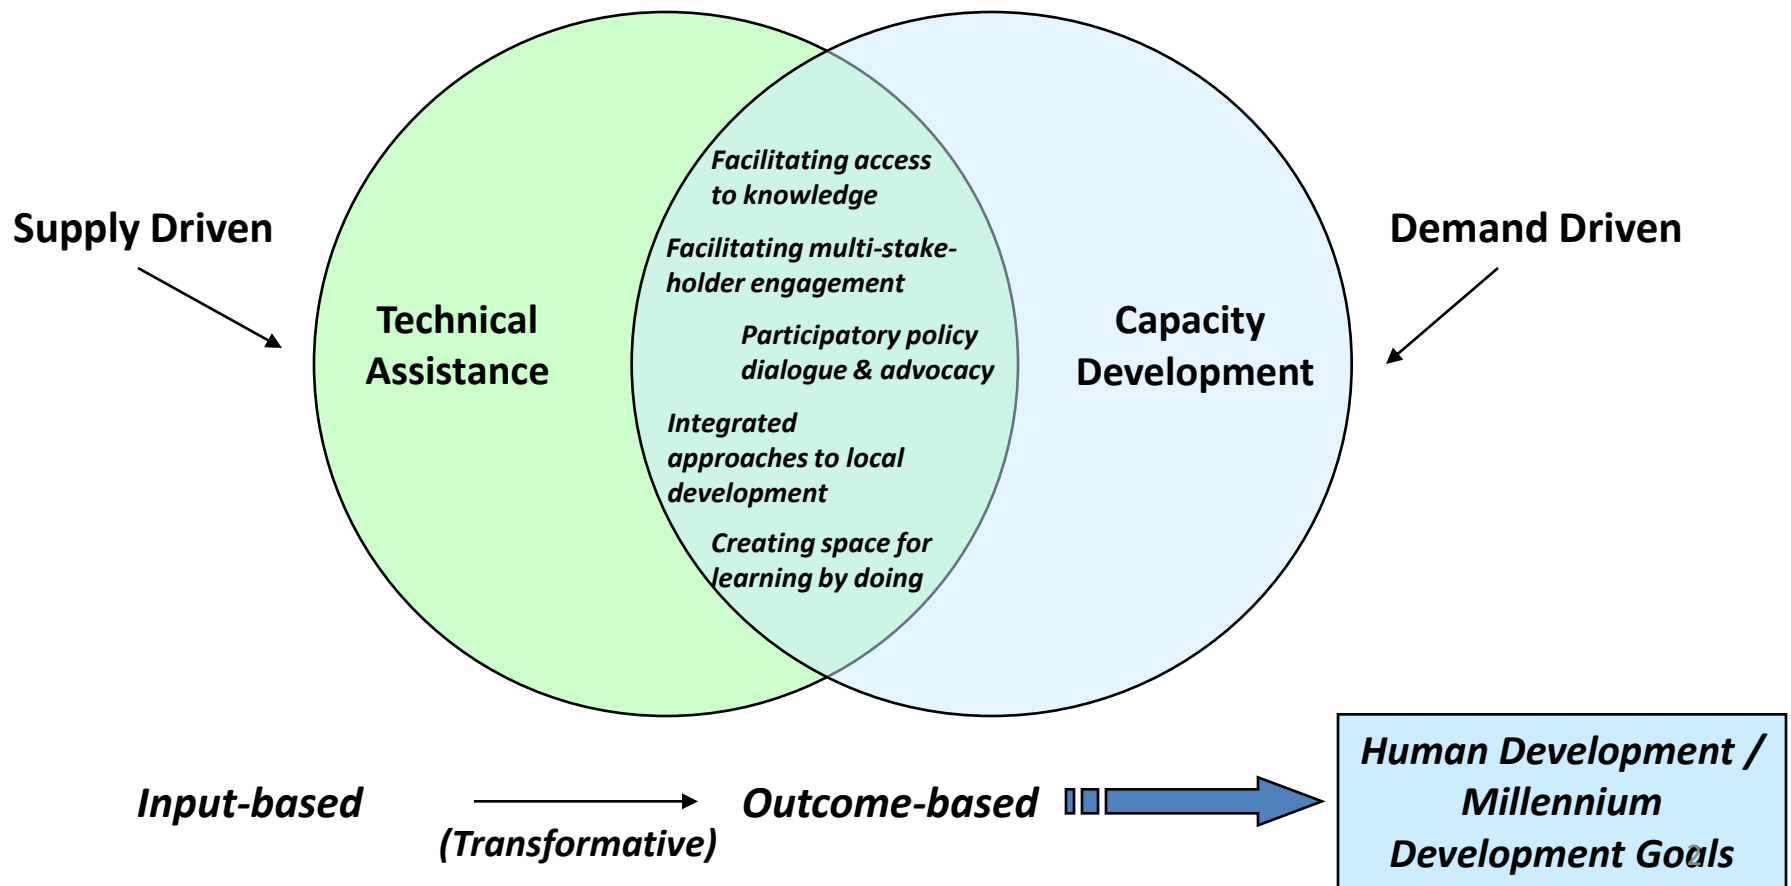 Facilitating access
to knowledge
Supply Driven
Demand Driven
Facilitating multi-stake-
holder engagement
Technical
Assistance
Participatory policy
dialogue & advocacy
Capacity
Development
Integrated
approaches to local
development
Creating space for
learning by doing
Input-based
(Transformative)
Outcome-based
Human Development /
Millennium
Development Goals
2